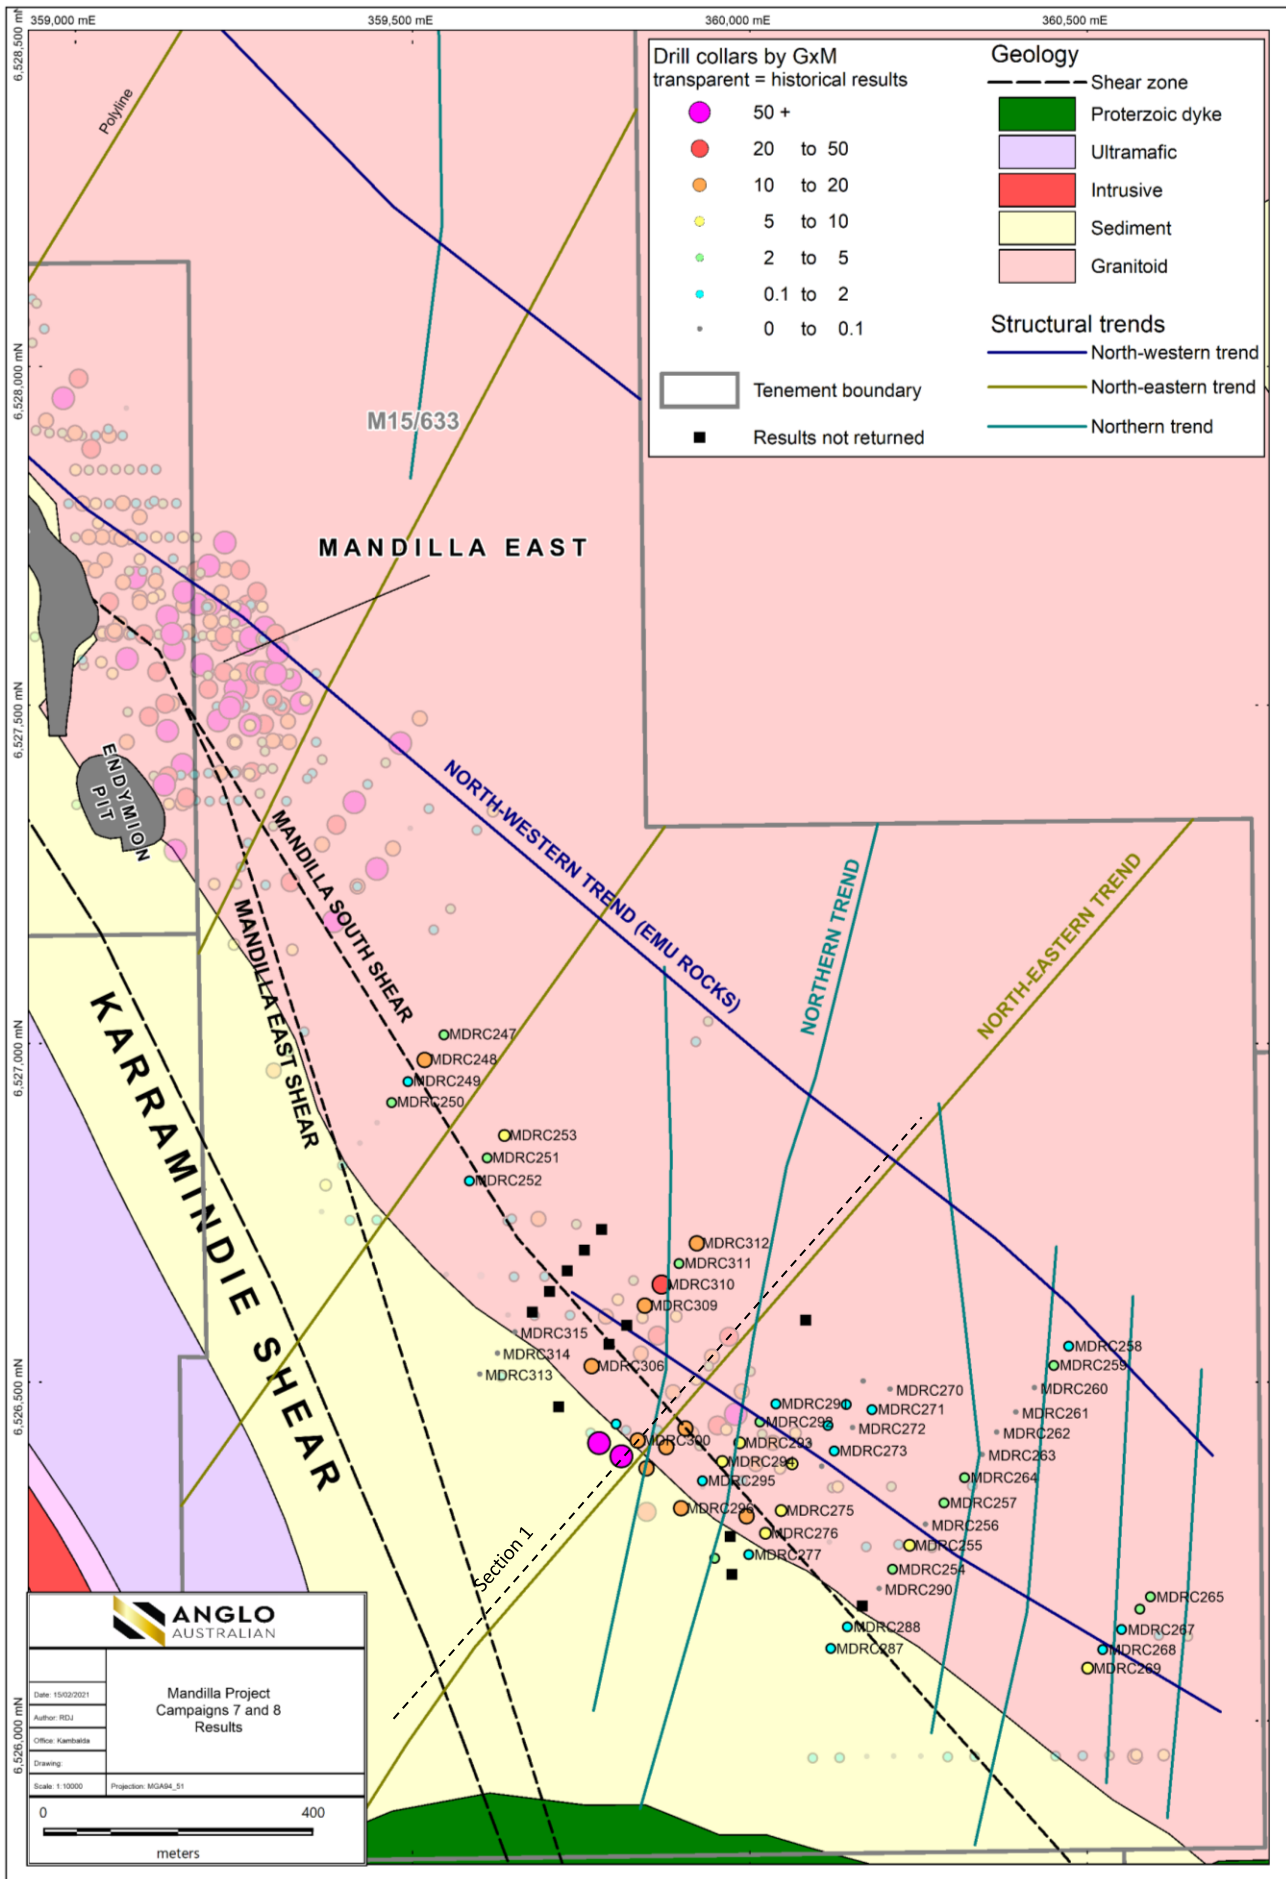 359,000 mE
359,500 mE
360,000 mE
360,500 mE
6,528,500 mN
6,528,000 mN
6,527,500 mN
6,527,000 mN
6,526,500 mN
6,526,000 mN
Drill collars by GxM
transparent = historical results
50 +
20 to 50
10 to 20
5 to 10
2 to 5
0.1 to 2
0 to 0.1
Tenement boundary
Results not returned
Geology
Shear zone
Proterzoic dyke
Ultramafic
Intrusive
Sediment
Granitoid
Structural trends
North-western trend
North-eastern trend
Northern trend
Polyline
M15/633
MANDILLA EAST
ENDYMION
PIT
MANDILLA SOUTH SHEAR
MANDILLA EAST SHEAR
KARRAMINDIE SHEAR
NORTH-WESTERN TREND (EMU ROCKS)
NORTHERN TREND
NORTH-EASTERN TREND
MDRC247
MDRC248
MDRC249
MDRC250
MDRC253
MDRC251
MDRC252
MDRC312
MDRC311
MDRC310
MDRC309
MDRC315
MDRC314
MDRC313
MDRC306
MDRC258
MDRC259
MDRC260
MDRC261
MDRC262
MDRC263
MDRC264
MDRC257
MDRC256
MDRC255
MDRC254
MDRC290
MDRC270
MDRC271
MDRC272
MDRC273
MDRC291
MDRC292
MDRC293
MDRC294
MDRC295
MDRC296
MDRC300
MDRC275
MDRC276
MDRC277
MDRC288
MDRC287
MDRC265
MDRC267
MDRC268
MDRC269
Section 1
ANGLO
AUSTRALIAN
Date: 15/02/2021
Author: RDJ
Office: Kambalda
Drawing:
Scale: 1:10000
Projection: MGA94_51
Mandilla Project
Campaigns 7 and 8
Results
0 400
meters